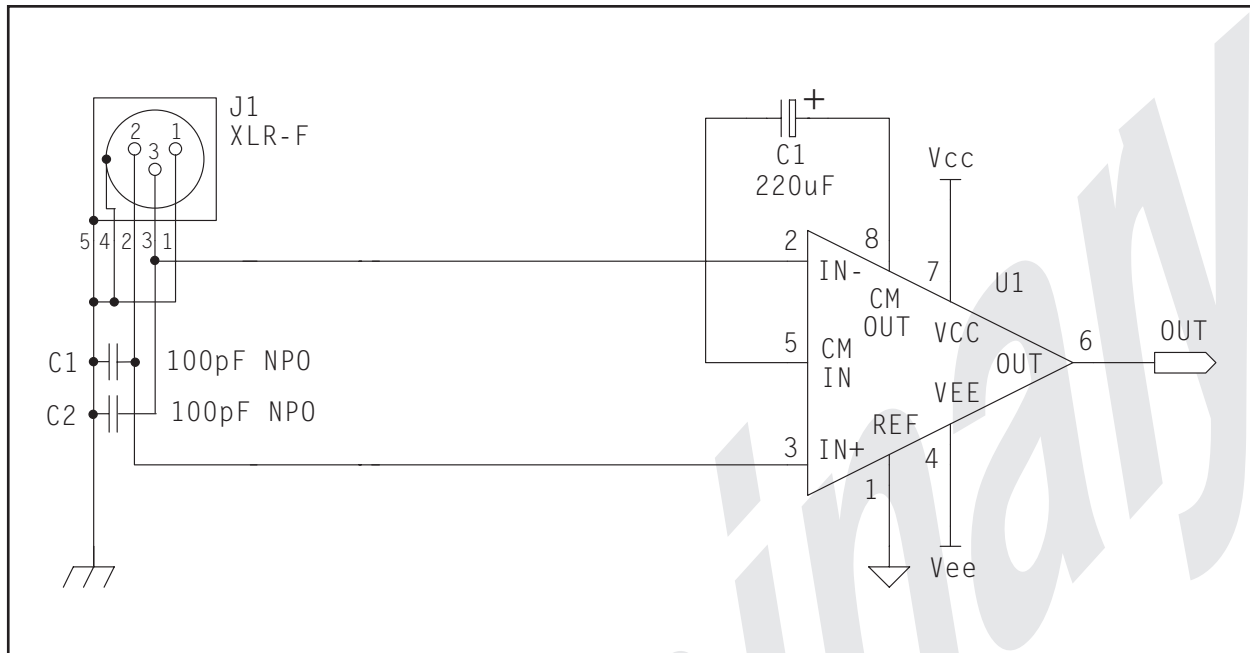 J1
XLR-F
2 1
3
5 4 2 3 1
C1 100pF NPO
C2 100pF NPO
+
C1
220uF
Vcc
2 IN-
8
CM
OUT
7
VCC
U1
5 CM
IN
OUT
6
OUT
VEE
REF
3 IN+
1
4
Vee
inary